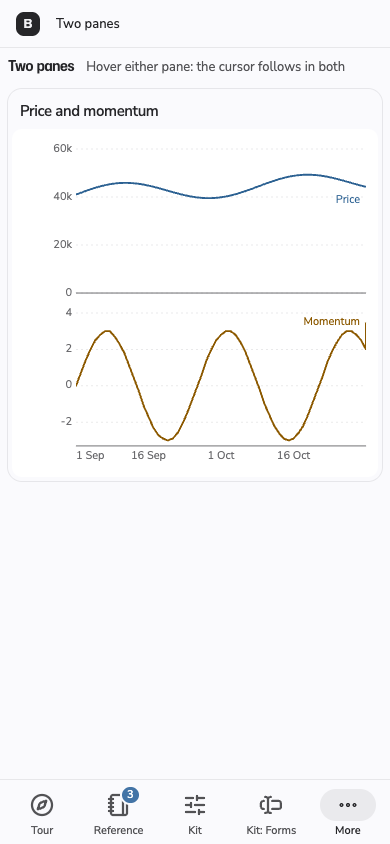 B Two panes
Two panes Hover either pane: the cursor follows in both
Price and momentum
60k
40k
Price
20k
0
4
Momentum
2
0
-2
1 Sep 16 Sep 1 Oct 16 Oct
3
Tour Reference Kit Kit: Forms More